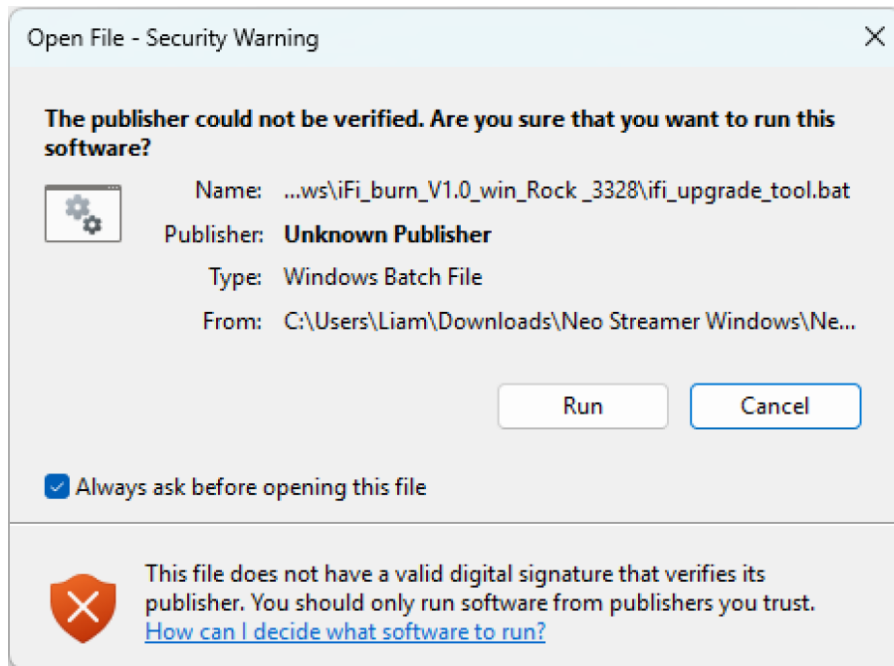 Open File - Security Warning
The publisher could not be verified. Are you sure that you want to run this
software?
Name: ...ws\iFi_burn_V1.0_win_Rock _3328\ifi_upgrade_tool.bat
Publisher: Unknown Publisher
Type: Windows Batch File
From: C:\Users\Liam\Downloads\Neo Streamer Windows\Ne...
Run Cancel
Always ask before opening this file
This file does not have a valid digital signature that verifies its
publisher. You should only run software from publishers you trust.
How can I decide what software to run?